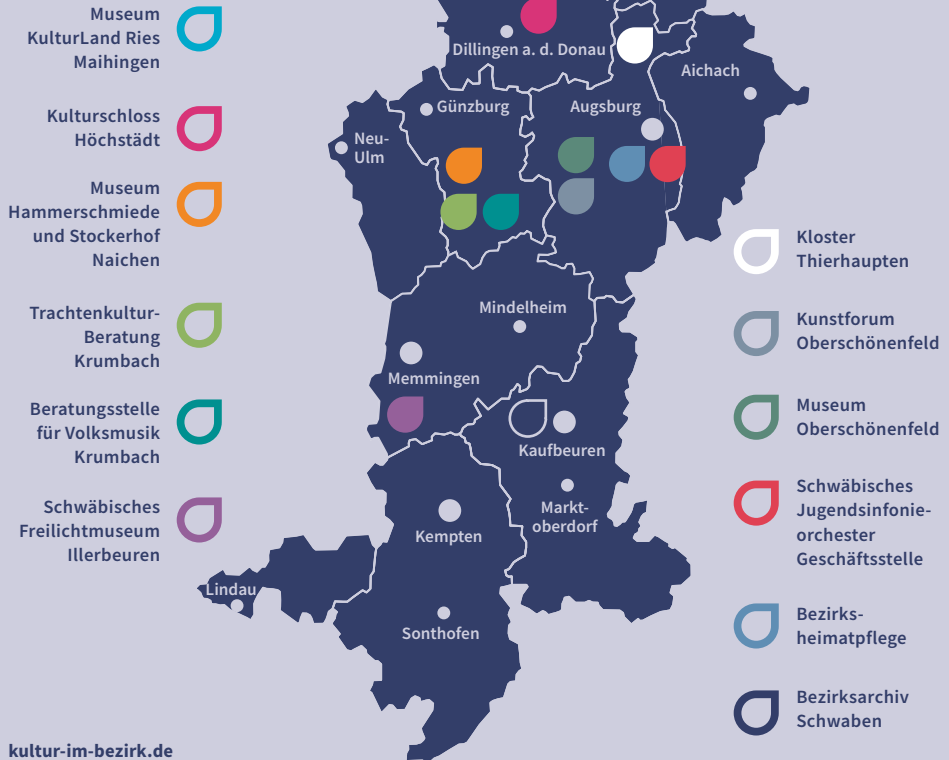 Museum
KulturLand Ries
Maihingen
Kulturschloss
Höchstädt
Museum
Hammerschmiede
und Stockerhof
Naichen
Trachtenkultur-
Beratung
Krumbach
Beratungsstelle
für Volksmusik
Krumbach
Schwäbisches
Freilichtmuseum
Illerbeuren
Dillingen a. d. Donau
Aichach
Günzburg
Augsburg
Neu-
Ulm
Mindelheim
Memmingen
Kaufbeuren
Markt-
oberdorf
Kempten
Lindau
Sonthofen
Kloster
Thierhaupten
Kunstforum
Oberschönenfeld
Museum
Oberschönenfeld
Schwäbisches
Jugendsinfonie-
orchester
Geschäftsstelle
Bezirks-
heimatpflege
Bezirksarchiv
Schwaben
kultur-im-bezirk.de